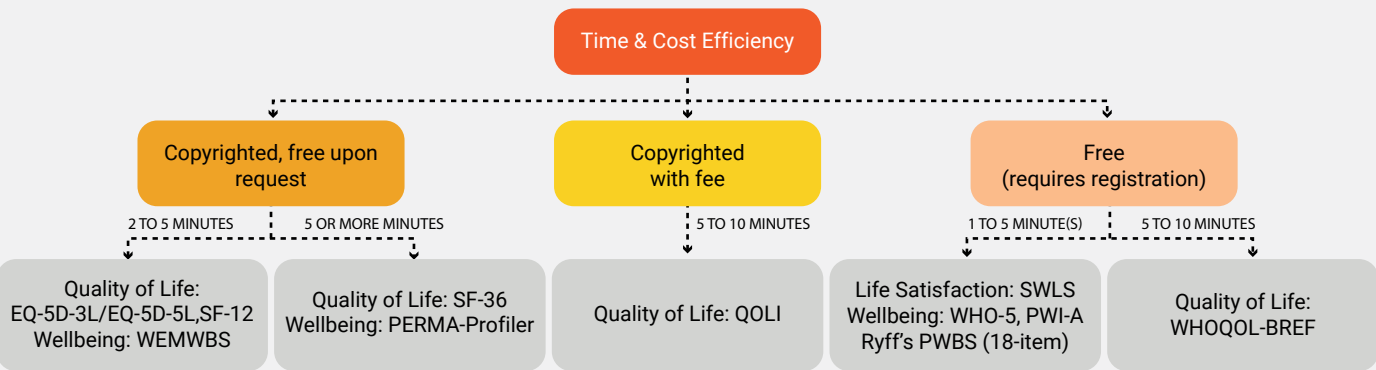 Time & Cost Efficiency
Copyrighted, free upon
request
Copyrighted
with fee
Free
(requires registration)
2 TO 5 MINUTES
5 OR MORE MINUTES
5 TO 10 MINUTES
1 TO 5 MINUTE(S)
5 TO 10 MINUTES
Quality of Life:
EQ-5D-3L/EQ-5D-5L,SF-12
Wellbeing: WEMWBS
Quality of Life: SF-36
Wellbeing: PERMA-Profiler
Quality of Life: QOLI
Life Satisfaction: SWLS
Wellbeing: WHO-5, PWI-A
Ryff's PWBS (18-item)
Quality of Life:
WHOQOL-BREF